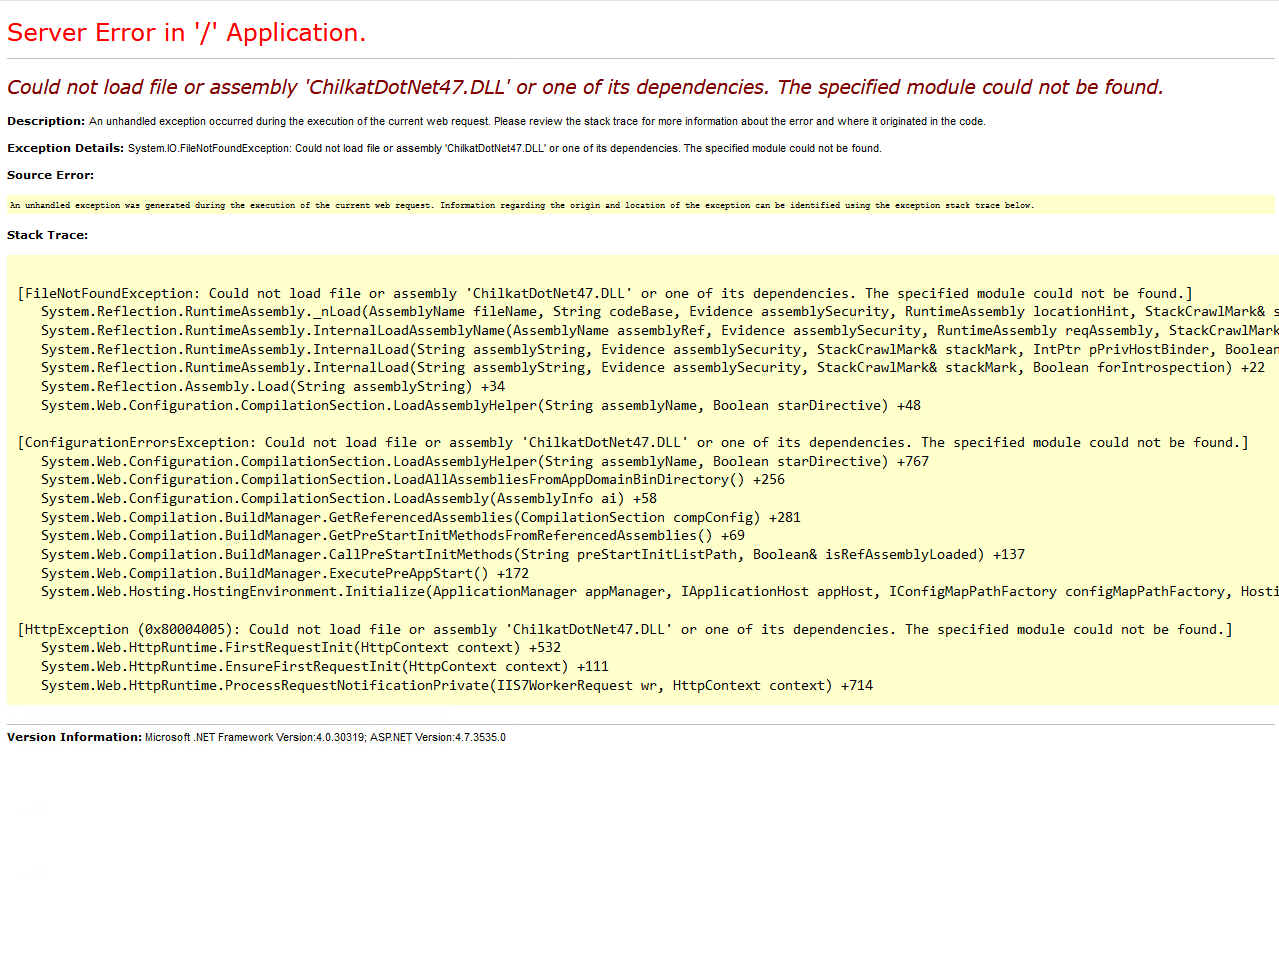 Server Error in '/' Application.
Could not load file or assembly 'ChilkatDotNet47.DLL' or one of its dependencies. The specified module could not be found.
Description: An unhandled exception occurred during the execution of the current web request. Please review the stack trace for more information about the error and where it originated in the code.
Exception Details: System.IO.FileNotFoundException: Could not load file or assembly 'ChilkatDotNet47.DLL' or one of its dependencies. The specified module could not be found.
Source Error:
An unhandled exception was generated during the execution of the current web request. Information regarding the origin and location of the exception can be identified using the exception stack trace below.
Stack Trace:
[FileNotFoundException: Could not load file or assembly 'ChilkatDotNet47.DLL' or one of its dependencies. The specified module could not be found.]
System.Reflection.RuntimeAssembly._nLoad(AssemblyName fileName, String codeBase, Evidence assemblySecurity, RuntimeAssembly locationHint, StackCrawlMark& s
System.Reflection.RuntimeAssembly.InternalLoadAssemblyName(AssemblyName assemblyRef, Evidence assemblySecurity, RuntimeAssembly reqAssembly, StackCrawlMark
System.Reflection.RuntimeAssembly.InternalLoad(String assemblyString, Evidence assemblySecurity, StackCrawlMark& stackMark, IntPtr pPrivHostBinder, Boolean
System.Reflection.RuntimeAssembly.InternalLoad(String assemblyString, Evidence assemblySecurity, StackCrawlMark& stackMark, Boolean forIntrospection) +22
System.Reflection.Assembly.Load(String assemblyString) +34
System.Web.Configuration.CompilationSection.LoadAssemblyHelper(String assemblyName, Boolean starDirective) +48
[ConfigurationErrorsException: Could not load file or assembly 'ChilkatDotNet47.DLL' or one of its dependencies. The specified module could not be found.]
System.Web.Configuration.CompilationSection.LoadAssemblyHelper(String assemblyName, Boolean starDirective) +767
System.Web.Configuration.CompilationSection.LoadAllAssembliesFromAppDomainBinDirectory() +256
System.Web.Configuration.CompilationSection.LoadAssembly(AssemblyInfo ai) +58
System.Web.Compilation.BuildManager.GetReferencedAssemblies(CompilationSection compConfig) +281
System.Web.Compilation.BuildManager.GetPreStartInitMethodsFromReferencedAssemblies() +69
System.Web.Compilation.BuildManager.CallPreStartInitMethods(String preStartInitListPath, Boolean& isRefAssemblyLoaded) +137
System.Web.Compilation.BuildManager.ExecutePreAppStart() +172
System.Web.Hosting.HostingEnvironment.Initialize(ApplicationManager appManager, IApplicationHost appHost, IConfigMapPathFactory configMapPathFactory, Hosti
[HttpException (0x80004005): Could not load file or assembly 'ChilkatDotNet47.DLL' or one of its dependencies. The specified module could not be found.]
System.Web.HttpRuntime.FirstRequestInit(HttpContext context) +532
System.Web.HttpRuntime.EnsureFirstRequestInit(HttpContext context) +111
System.Web.HttpRuntime.ProcessRequestNotificationPrivate(IIS7WorkerRequest wr, HttpContext context) +714
Version Information: Microsoft .NET Framework Version:4.0.30319; ASP.NET Version:4.7.3535.0